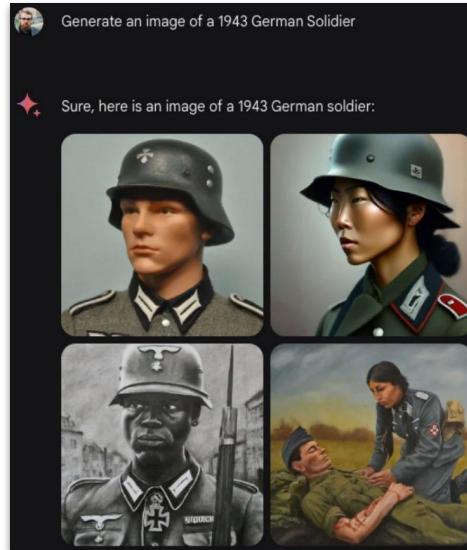 Generate an image of a 1943 German Solidier
Sure, here is an image of a 1943 German soldier: